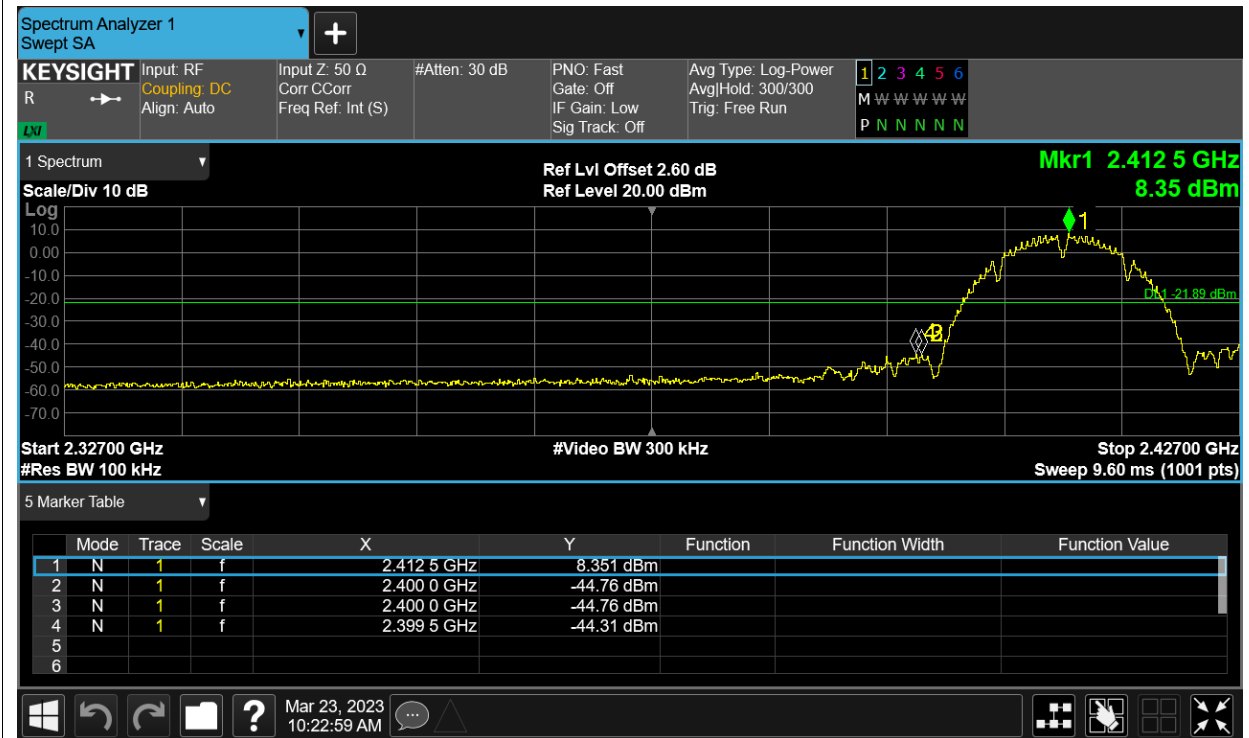 Spectrum Analyzer 1
Swept SA
+
KEYSIGHT Input: RF Input Z: 50 Ω #Atten: 30 dB PNO: Fast Avg Type: Log-Power 1 2 3 4 5 6
R Coupling: DC Corr CCorr Gate: Off Avg|Hold: 300/300 M W W W W W W
Align: Auto Freq Ref: Int (S) IF Gain: Low Trig: Free Run
LXI Sig Track: Off P N N N N N N
1 Spectrum Ref Lvl Offset 2.60 dB Mkr1 2.412 5 GHz
Scale/Div 10 dB Ref Level 20.00 dBm 8.35 dBm
Log
1
10.0
0.00
-10.0
-20.0
DL1 -21.89 dBm
-30.0
-40.0
-50.0
-60.0
-70.0
Start 2.32700 GHz #Video BW 300 kHz Stop 2.42700 GHz
#Res BW 100 kHz Sweep 9.60 ms (1001 pts)
5 Marker Table
Mode Trace Scale X Y Function Function Width Function Value
1 N 1 f 2.412 5 GHz 8.351 dBm
2 N 1 f 2.400 0 GHz -44.76 dBm
3 N 1 f 2.400 0 GHz -44.76 dBm
4 N 1 f 2.399 5 GHz -44.31 dBm
5
6
? Mar 23, 2023
10:22:59 AM